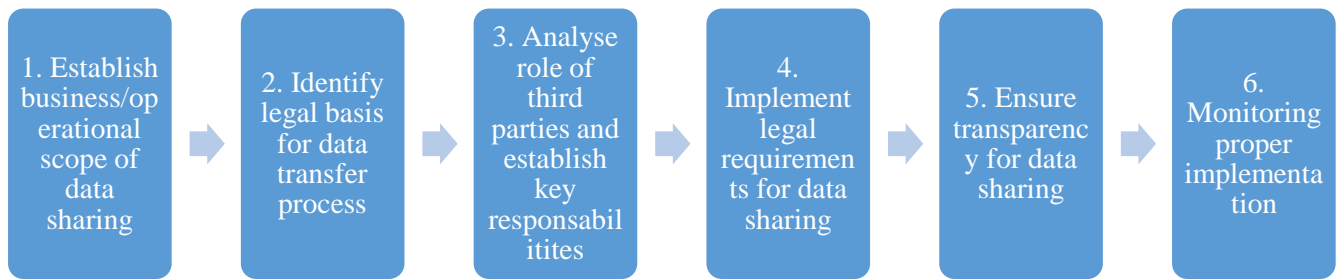 1. Establish
business/op
erational
scope of
data
sharing
2. Identify
legal basis
for data
transfer
process
3. Analyse
role of
third
parties and
establish
key
responsabil
itites
4.
Implement
legal
requiremen
ts for data
sharing
5. Ensure
transparenc
y for data
sharing
6.
Monitoring
proper
implementa
tion